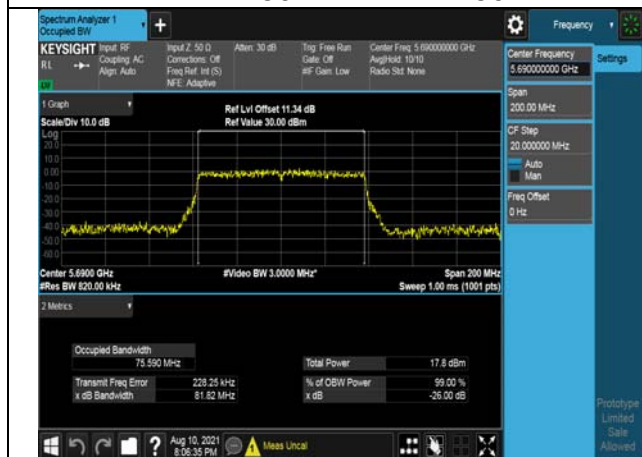 Spectrum Analyzer 1
Occupied BW
+
Frequency
KEYSIGHT Input: RF
RL Coupling: AC
Align: Auto
LW
Input Z: 50 Ω
Corrections: Off
Freq Ref: Int (S)
NFE: Adaptive
Atten: 30 dB
Trig: Free Run
Gate: Off
#IF Gain: Low
Center Freq: 5.690000000 GHz
Avg|Hold: 10/10
Radio Std: None
Center Frequency
5.690000000 GHz
Settings
Span
200.00 MHz
CF Step
20.000000 MHz
Auto
Man
Freq Offset
0 Hz
1 Graph
Scale/Div 10.0 dB
Ref Lvl Offset 11.34 dB
Ref Value 30.00 dBm
Log
20.0
10.0
0.00
-10.0
-20.0
-30.0
-40.0
-50.0
-60.0
Center 5.6900 GHz
#Res BW 820.00 kHz
#Video BW 3.0000 MHz*
Span 200 MHz
Sweep 1.00 ms (1001 pts)
2 Metrics
Occupied Bandwidth
75.590 MHz
Total Power 17.8 dBm
Transmit Freq Error 228.25 kHz
% of OBW Power 99.00 %
x dB Bandwidth 81.82 MHz
x dB -26.00 dB
Prototype
Limited
Sale
Allowed
?
Aug 10, 2021
8:06:35 PM
Meas Uncal